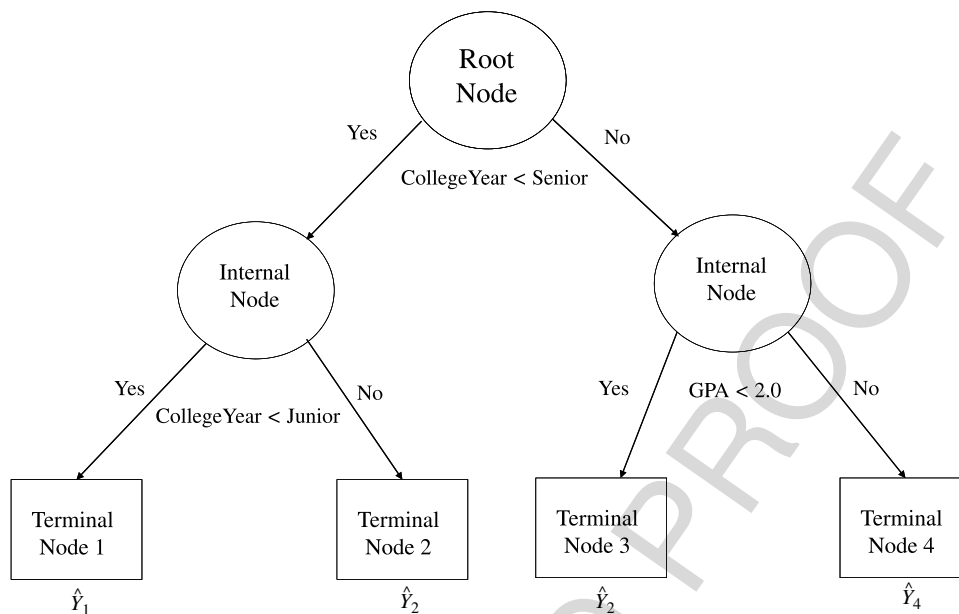 Root
Node
Yes
No
CollegeYear < Senior
Internal
Node
Internal
Node
Yes
No
CollegeYear < Junior
Yes
GPA < 2.0
No
Terminal
Node 1
Terminal
Node 2
Terminal
Node 3
Terminal
Node 4
Ŷ₁
Ŷ₂
Ŷ₂
Ŷ₄
PROOF